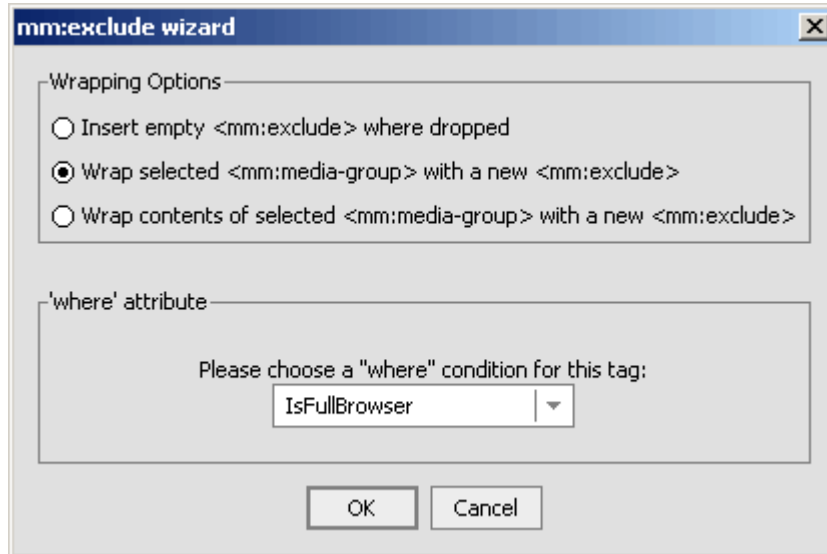 mm:exclude wizard
Wrapping Options
Insert empty <mm:exclude> where dropped
Wrap selected <mm:media-group> with a new <mm:exclude>
Wrap contents of selected <mm:media-group> with a new <mm:exclude>
'where' attribute
Please choose a "where" condition for this tag:
IsFullBrowser
OK
Cancel